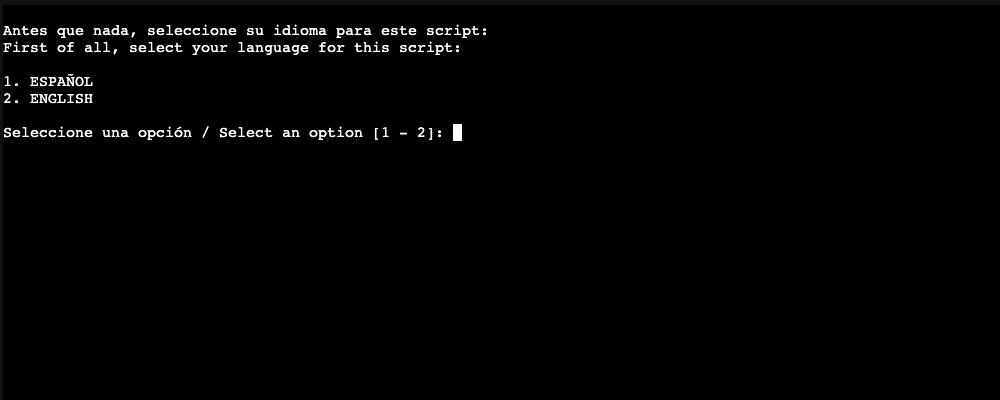 Antes que nada, seleccione su idioma para este script:
First of all, select your language for this script:
1. ESPAÑOL
2. ENGLISH
Seleccione una opción / Select an option [1 - 2]: